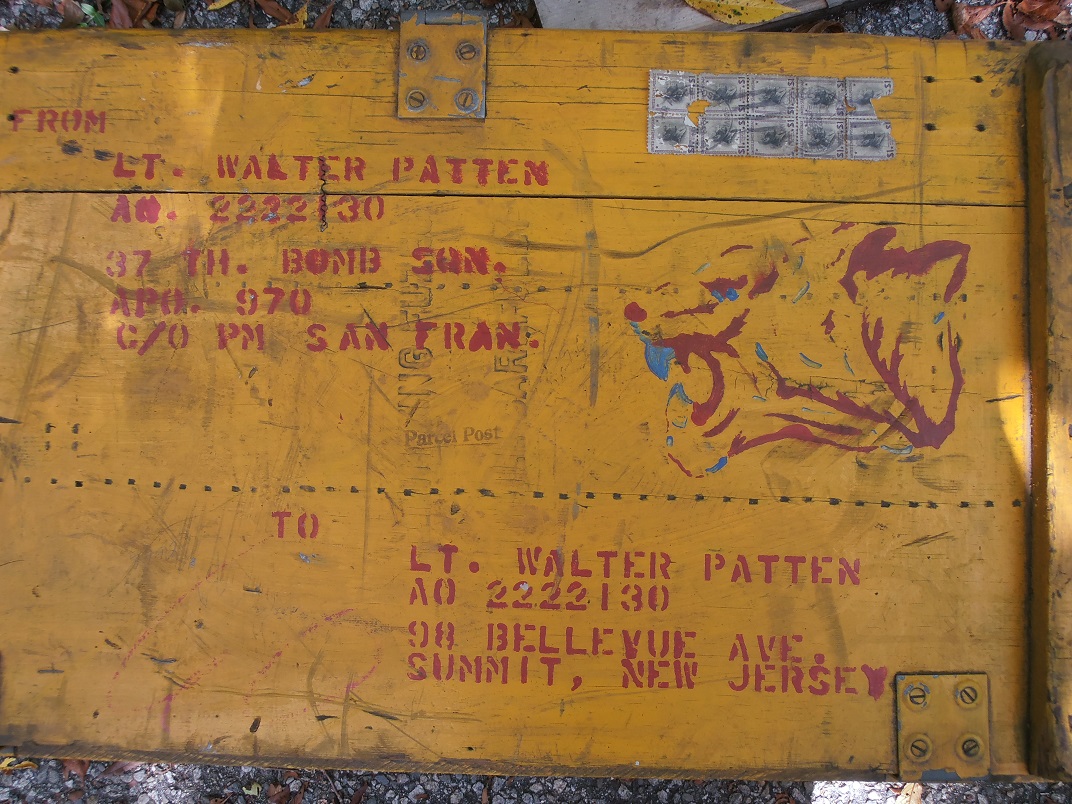 FROM
LT. WALTER PATTEN
AO. 2222130
37 TH. BOMB SQN.
APO. 970
C/O PM SAN FRAN.
Parcel Post
TO
LT. WALTER PATTEN
AO 2222130
98 BELLEVUE AVE.
SUMMIT, NEW JERSEY